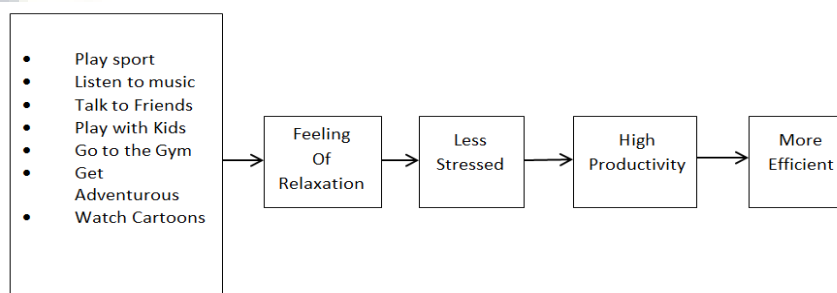 • Play sport
• Listen to music
• Talk to Friends
• Play with Kids
• Go to the Gym
• Get
Adventurous
• Watch Cartoons
Feeling
Of
Relaxation
Less
Stressed
High
Productivity
More
Efficient